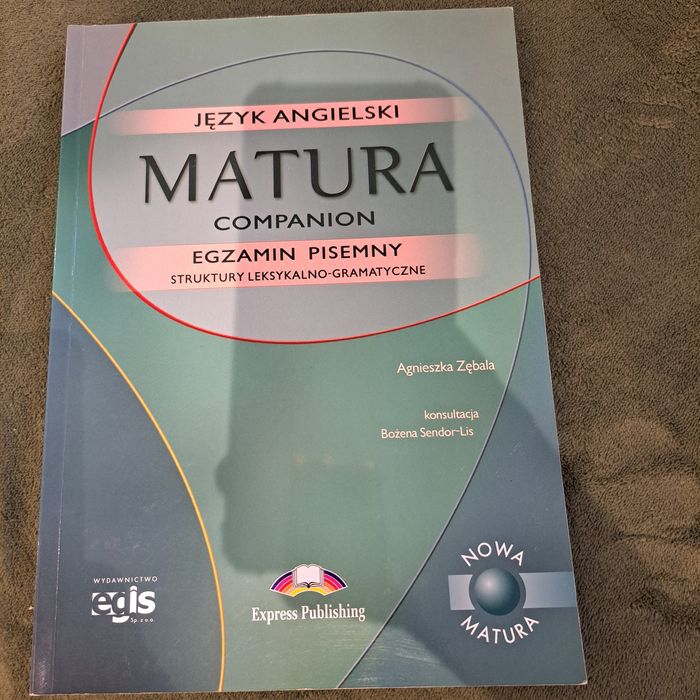 JĘZYK ANGIELSKI
MATURA
COMPANION
EGZAMIN PISEMNY
STRUKTURY LEKSYKALNO-GRAMATYCZNE
Agnieszka Zębala
konsultacja
Bożena Sendor-Lis
WYDAWNICTWO
egis
Sp. z o.o.
Express Publishing
NOWA
MATURA